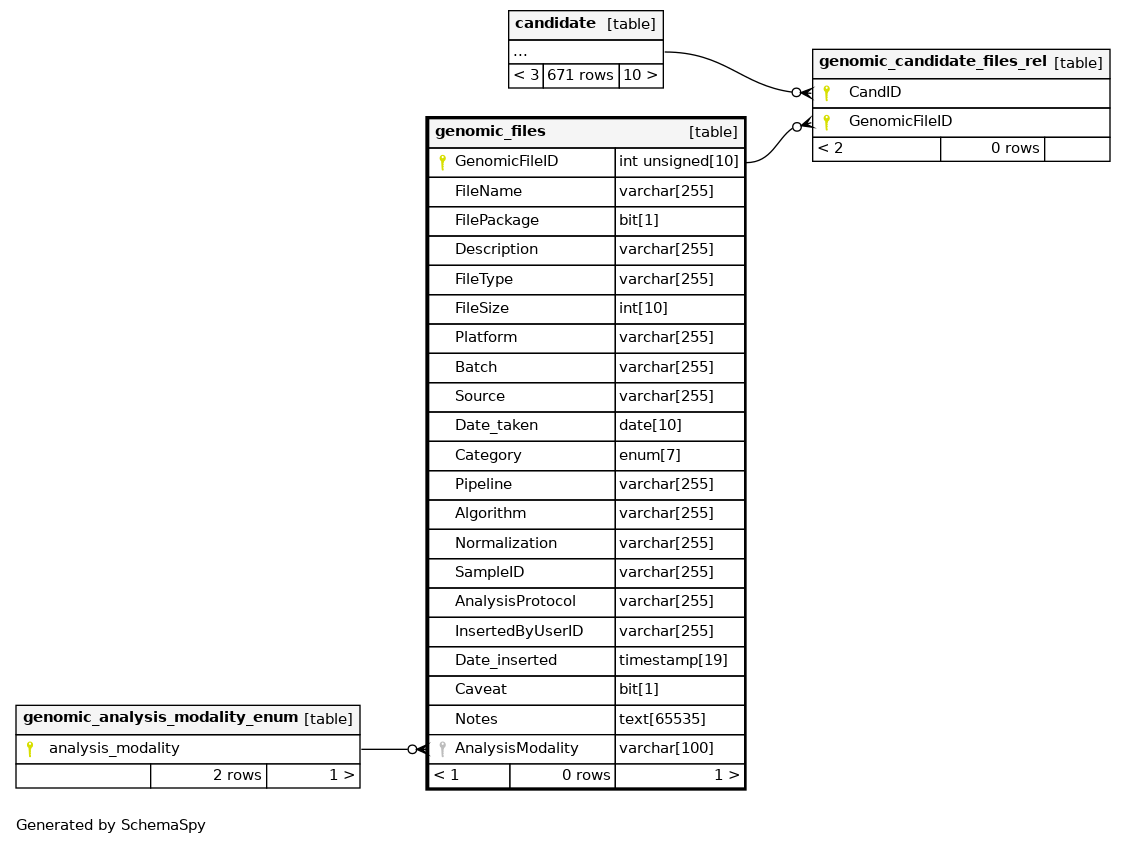 candidate [table]
...
< 3 671 rows 10 >
genomic_candidate_files_rel [table]
CandID
GenomicFileID
< 2 0 rows
genomic_files [table]
GenomicFileID int unsigned[10]
FileName varchar[255]
FilePackage bit[1]
Description varchar[255]
FileType varchar[255]
FileSize int[10]
Platform varchar[255]
Batch varchar[255]
Source varchar[255]
Date_taken date[10]
Category enum[7]
Pipeline varchar[255]
Algorithm varchar[255]
Normalization varchar[255]
SampleID varchar[255]
AnalysisProtocol varchar[255]
InsertedByUserID varchar[255]
Date_inserted timestamp[19]
Caveat bit[1]
Notes text[65535]
AnalysisModality varchar[100]
< 1 0 rows 1 >
genomic_analysis_modality_enum [table]
analysis_modality
2 rows 1 >
Generated by SchemaSpy